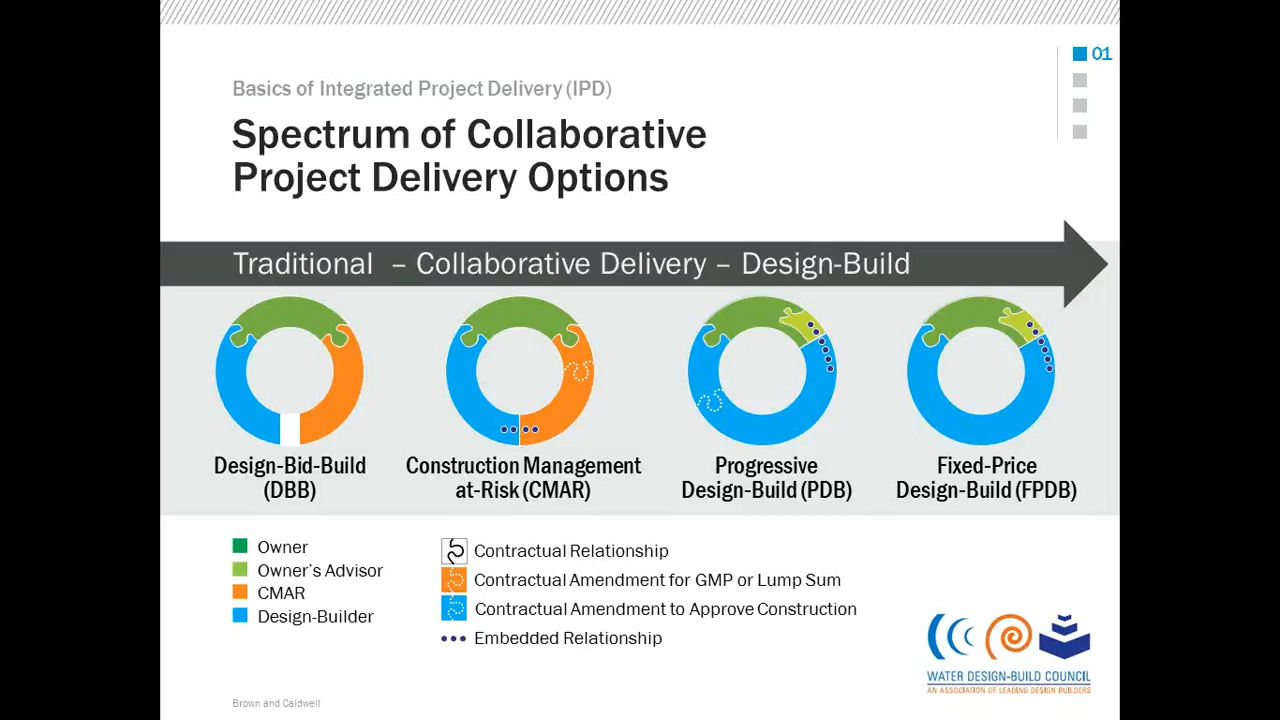 01
Basics of Integrated Project Delivery (IPD)
Spectrum of Collaborative
Project Delivery Options
Traditional – Collaborative Delivery – Design-Build
Design-Bid-Build
(DBB)
Construction Management
at-Risk (CMAR)
Progressive
Design-Build (PDB)
Fixed-Price
Design-Build (FPDB)
Owner
Owner's Advisor
CMAR
Design-Builder
Contractual Relationship
Contractual Amendment for GMP or Lump Sum
Contractual Amendment to Approve Construction
Embedded Relationship
WATER DESIGN-BUILD COUNCIL
AN ASSOCIATION OF LEADING DESIGN BUILDERS
Brown and Caldwell